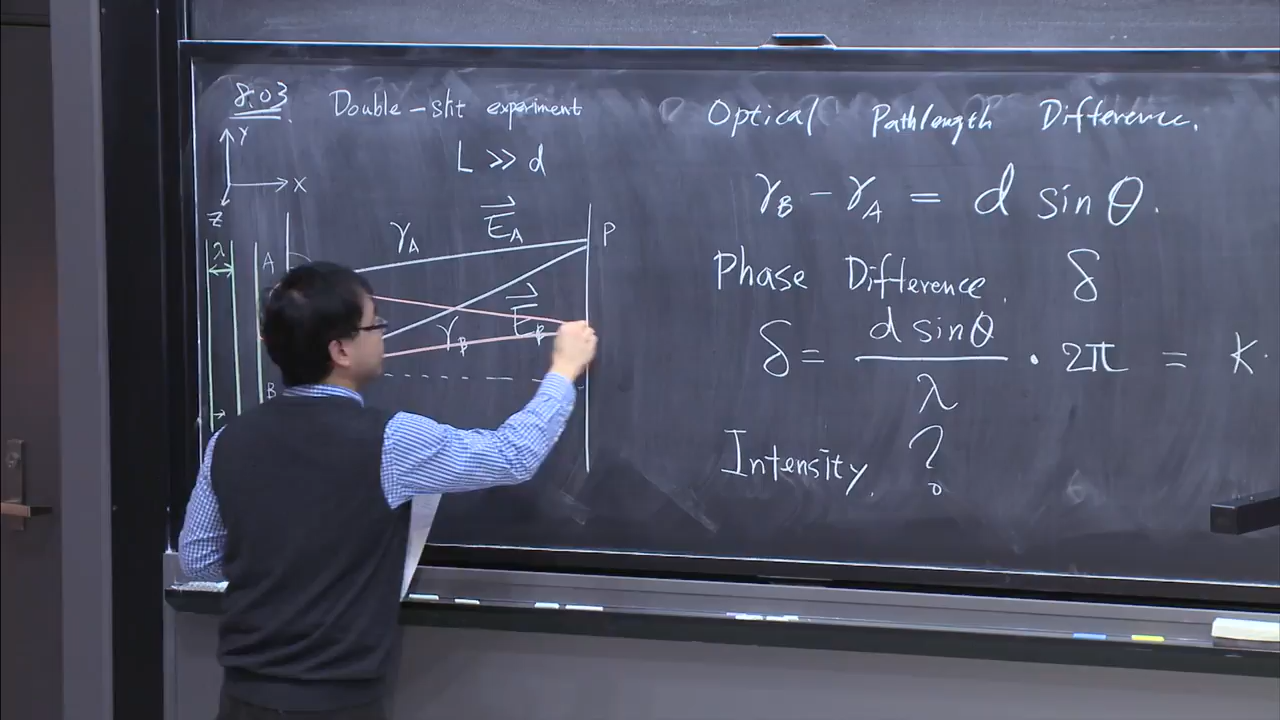 8.03 Double-slit experiment
L >> d
Y
X
Z
λ
A
B
r_A
E_A
P
r_B
E_B
Optical Pathlength Difference.
r_B - r_A = d sin θ.
Phase Difference. δ
δ = d sinθ / λ · 2π = k ·
Intensity. ?